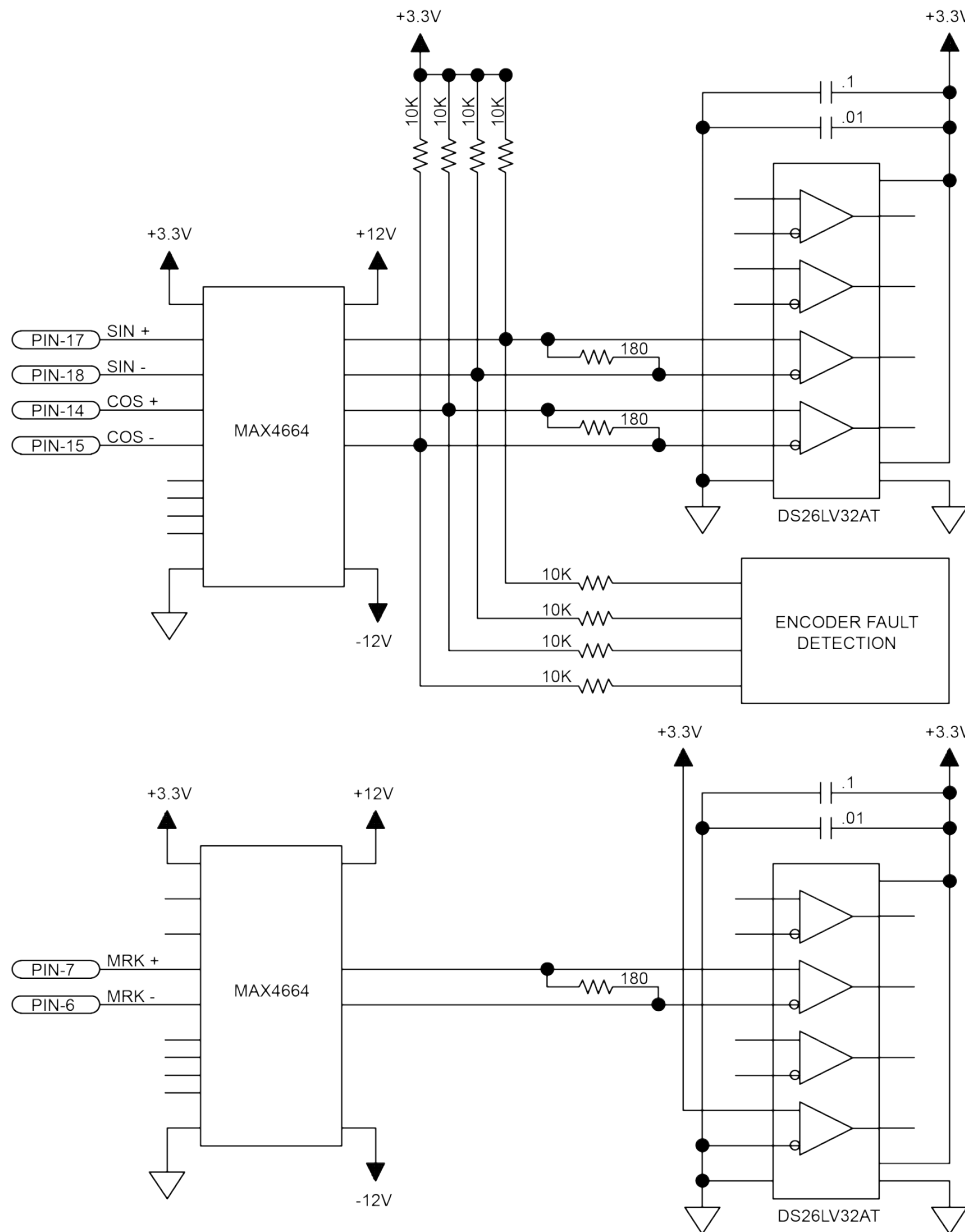 +3.3V
+3.3V
.1
10K
10K
10K
10K
.01
+3.3V
+12V
PIN-17
SIN +
180
PIN-18
SIN -
PIN-14
COS +
MAX4664
180
PIN-15
COS -
DS26LV32AT
10K
10K
10K
10K
ENCODER FAULT
DETECTION
-12V
+3.3V
+3.3V
+3.3V
+12V
.1
.01
PIN-7
MRK +
180
PIN-6
MRK -
MAX4664
-12V
DS26LV32AT